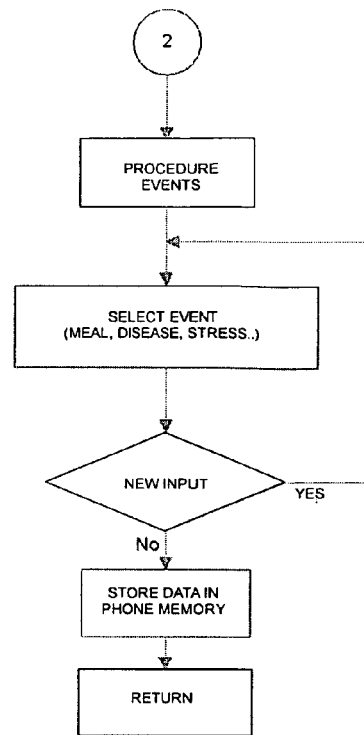 2
PROCEDURE
EVENTS
SELECT EVENT
(MEAL, DISEASE, STRESS..)
NEW INPUT
YES
No
STORE DATA IN
PHONE MEMORY
RETURN